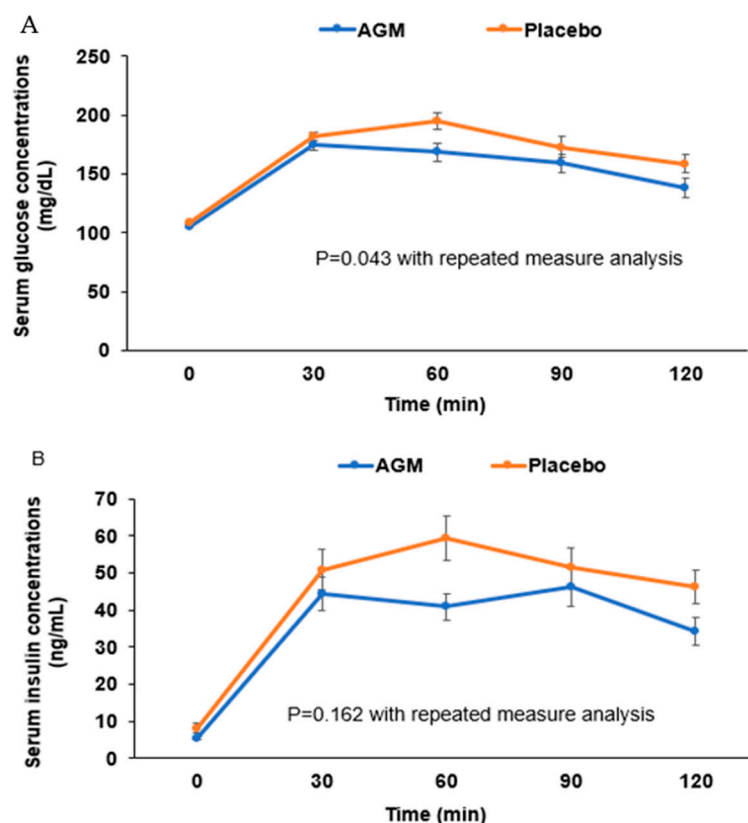 A
AGM Placebo
Serum glucose concentrations
(mg/dL)
250
200
150
100
50
0
P=0.043 with repeated measure analysis
0 30 60 90 120
Time (min)
B
AGM Placebo
Serum insulin concentrations
(ng/mL)
70
60
50
40
30
20
10
0
P=0.162 with repeated measure analysis
0 30 60 90 120
Time (min)